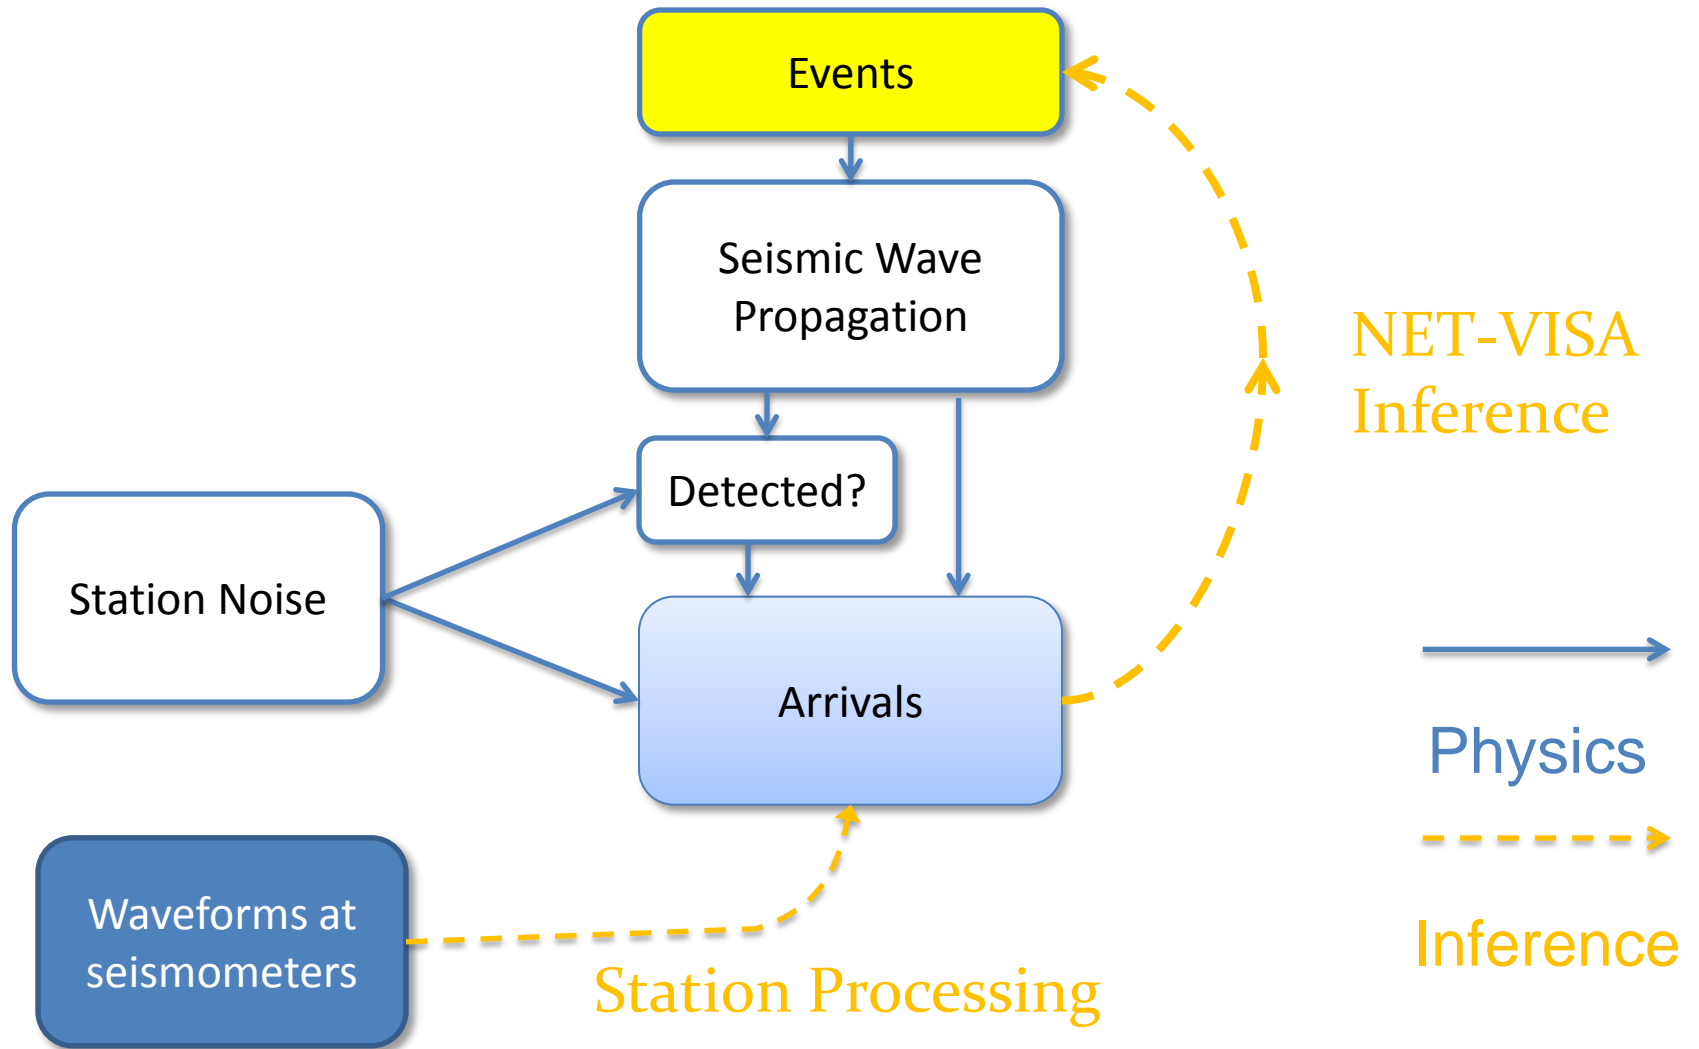 Events
Seismic Wave
Propagation
NET-VISA
Inference
Detected?
Station Noise
Arrivals
Physics
Waveforms at
seismometers
Station Processing
Inference